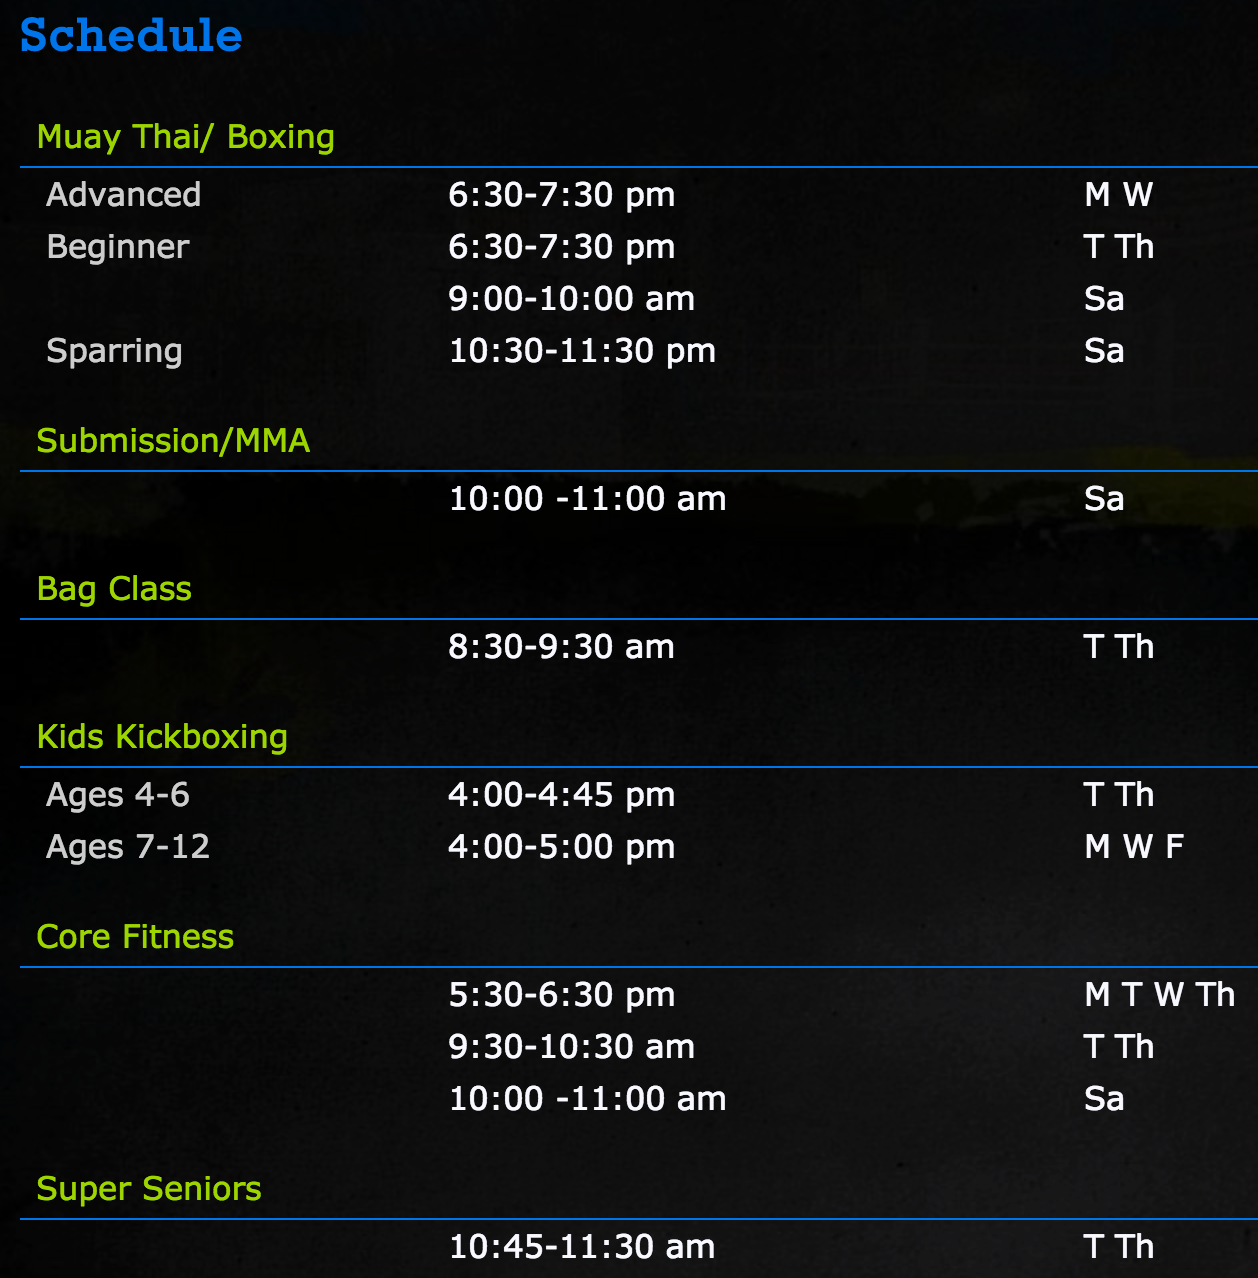 Schedule
Muay Thai/ Boxing
Advanced 6:30-7:30 pm M W
Beginner 6:30-7:30 pm T Th
9:00-10:00 am Sa
Sparring 10:30-11:30 pm Sa
Submission/MMA
10:00 -11:00 am Sa
Bag Class
8:30-9:30 am T Th
Kids Kickboxing
Ages 4-6 4:00-4:45 pm T Th
Ages 7-12 4:00-5:00 pm M W F
Core Fitness
5:30-6:30 pm M T W Th
9:30-10:30 am T Th
10:00 -11:00 am Sa
Super Seniors
10:45-11:30 am T Th